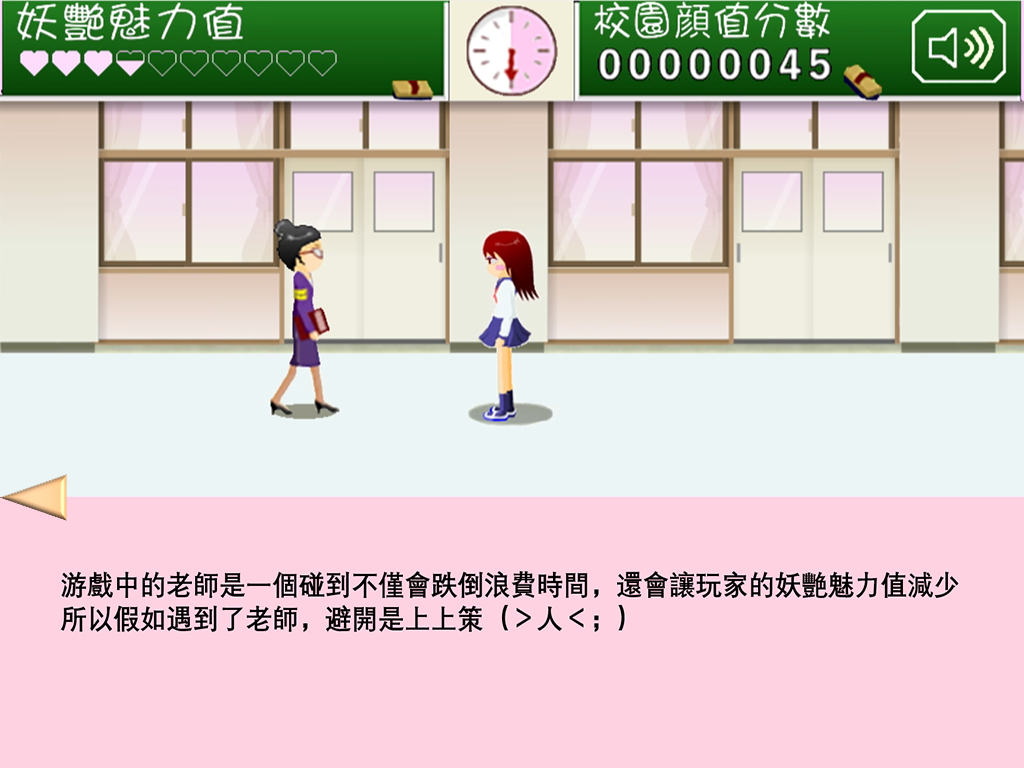 妖艷魅力值
校園顏值分數
00000045
游戲中的老師是一個碰到不僅會跌倒浪費時間，還會讓玩家的妖艷魅力值減少
所以假如遇到了老師，避開是上上策（＞人＜；）